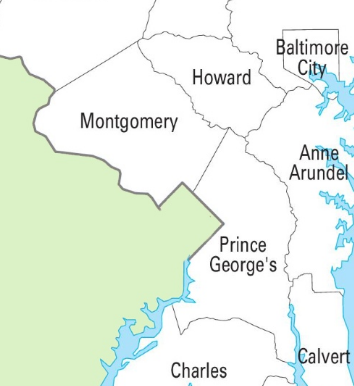 Baltimore
City
Howard
Montgomery
Anne
Arundel
Prince
George's
Calvert
Charles